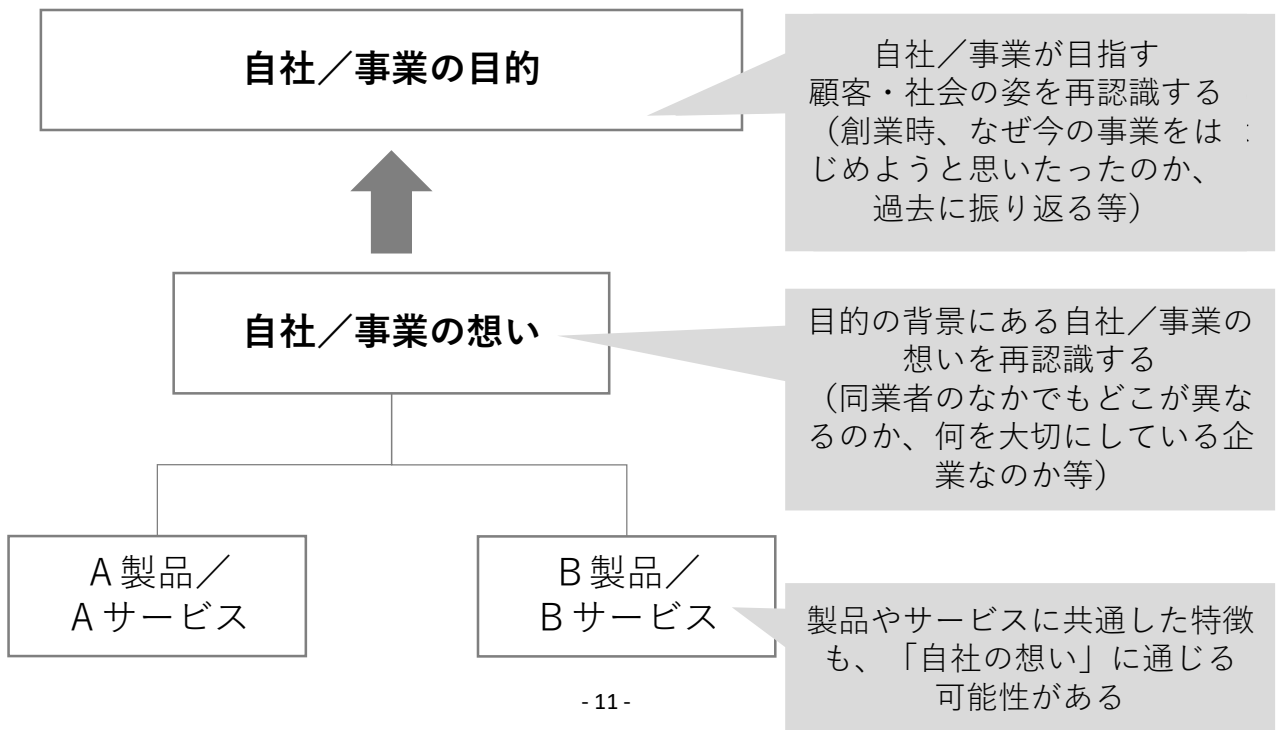 自社／事業の目的
自社／事業が目指す
顧客・社会の姿を再認識する
（創業時、なぜ今の事業をは
じめようと思いたったのか、
過去に振り返る等）
自社／事業の想い
目的の背景にある自社／事業の
想いを再認識する
（同業者のなかでもどこが異な
るのか、何を大切にしている企
業なのか等）
Ａ製品／
Ａサービス
Ｂ製品／
Ｂサービス
製品やサービスに共通した特徴
も、「自社の想い」に通じる
可能性がある
- 11 -